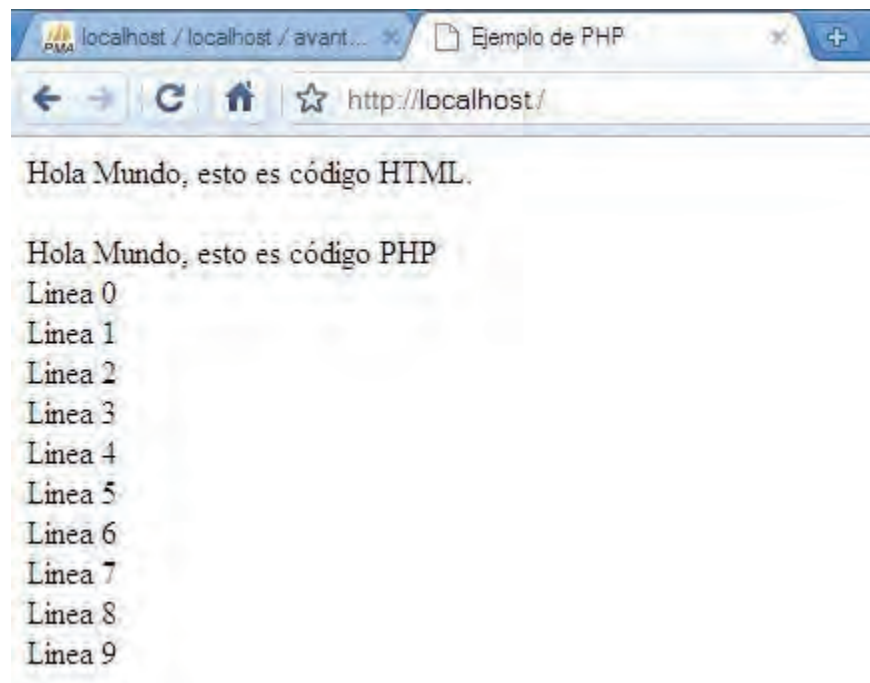 PMA localhost / localhost / avant... Ejemplo de PHP
http://localhost/
Hola Mundo, esto es código HTML.
Hola Mundo, esto es código PHP
Linea 0
Linea 1
Linea 2
Linea 3
Linea 4
Linea 5
Linea 6
Linea 7
Linea 8
Linea 9